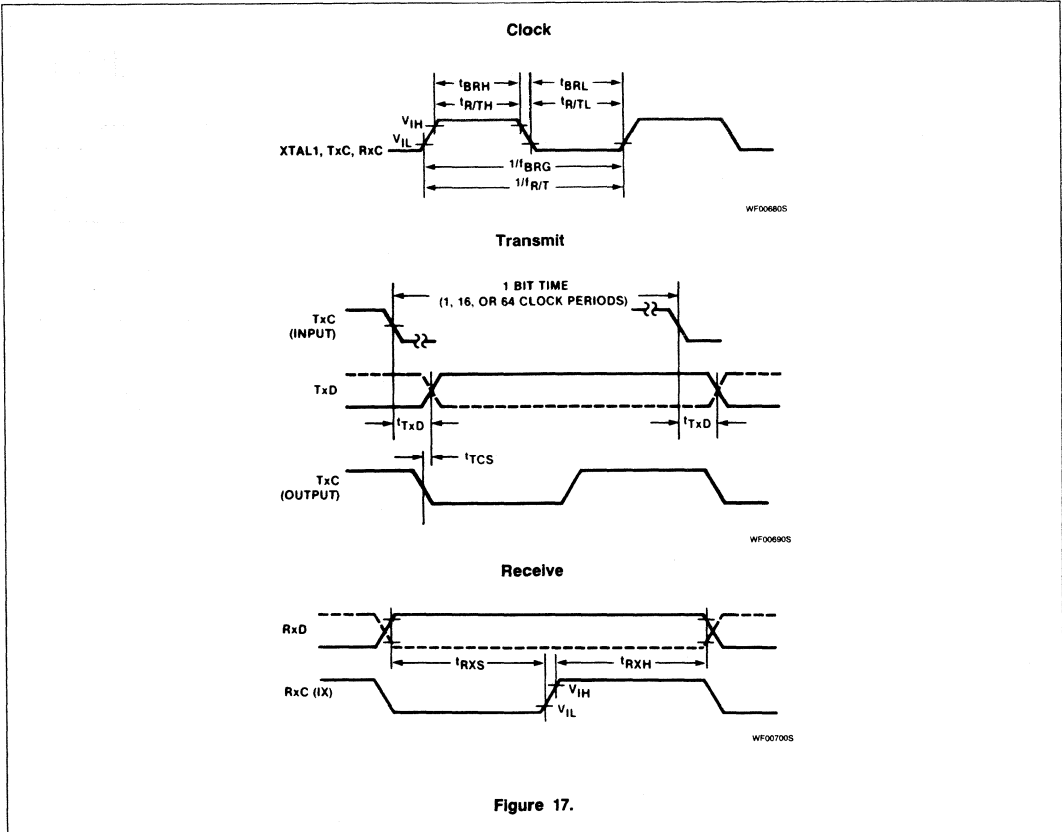 Clock
tBRH
tBRL
tR/TH
tR/TL
VIH
VIL
XTAL1, TxC, RxC
1/fBRG
1/fR/T
WF00680S
Transmit
1 BIT TIME
(1, 16, OR 64 CLOCK PERIODS)
TxC
(INPUT)
TxD
tTxD
tTxD
tTCS
TxC
(OUTPUT)
WF00690S
Receive
RxD
tRXS
tRXH
RxC (IX)
VIH
VIL
WF00700S
Figure 17.